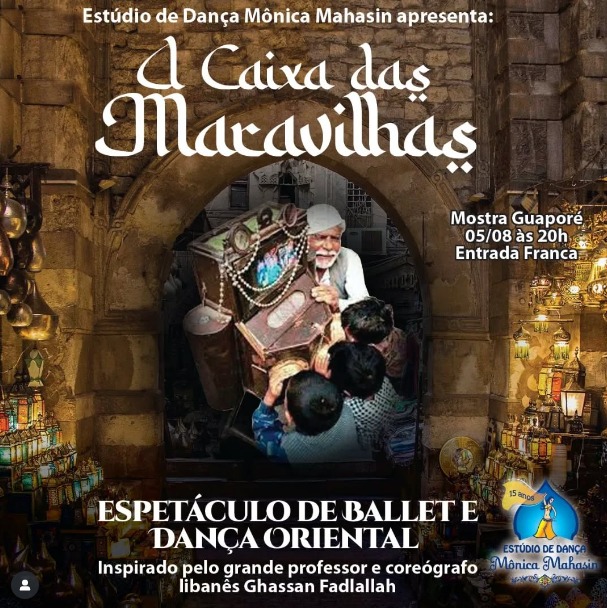 Estúdio de Dança Mônica Mahasin apresenta:
A Caixa das
Maravilhas
Mostra Guaporé
05/08 às 20h
Entrada Franca
ESPETÁCULO DE BALLET E
DANÇA ORIENTAL
Inspirado pelo grande professor e coreógrafo
libanês Ghassan Fadlallah
15 anos
ESTÚDIO DE DANÇA
Mônica Mahasin